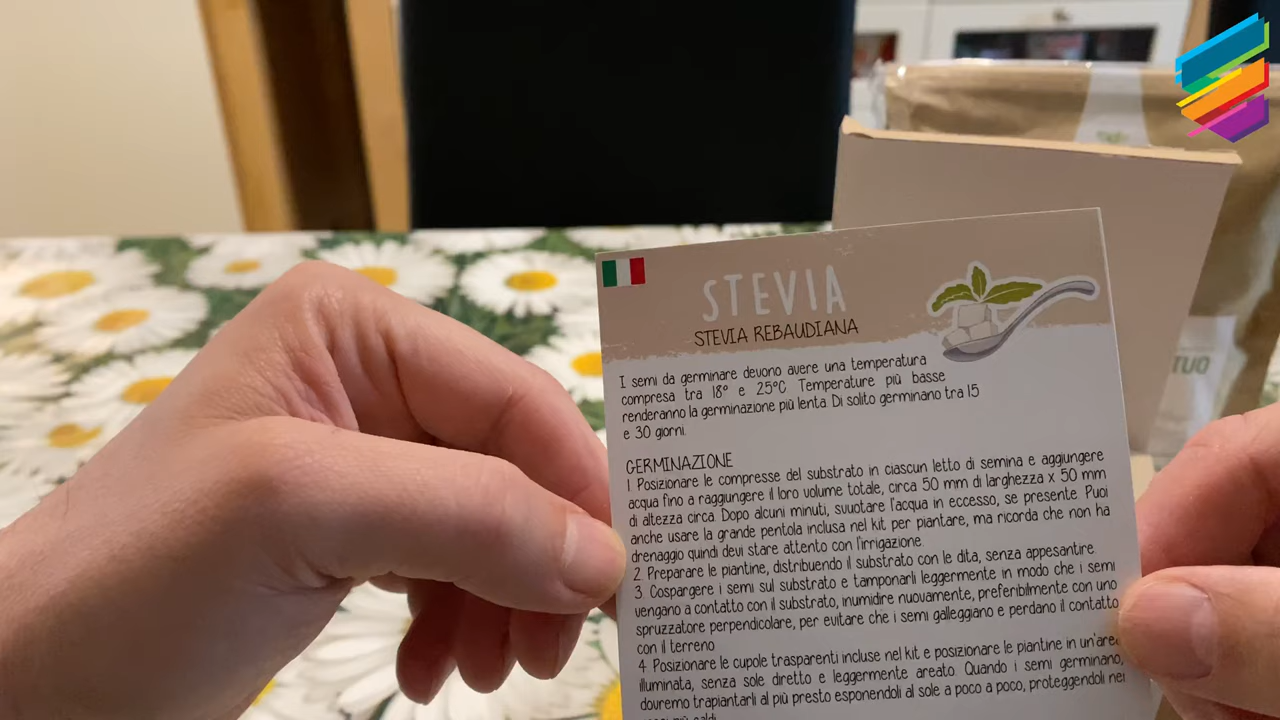 STEVIA
STEVIA REBAUDIANA
I semi da germinare devono avere una temperatura
compresa tra 18° e 25°C Temperature più basse
renderanno la germinazione più lenta. Di solito germinano tra 15
e 30 giorni.
GERMINAZIONE
1 Posizionare le compresse del substrato in ciascun letto di semina e aggiungere
acqua fino a raggiungere il loro volume totale, circa 50 mm di larghezza x 50 mm
di altezza circa. Dopo alcuni minuti, svuotare l'acqua in eccesso, se presente. Puoi
anche usare la grande pentola inclusa nel kit per piantare, ma ricorda che non ha
drenaggio quindi devi stare attento con l'irrigazione.
2. Preparare le piantine, distribuendo il substrato con le dita, senza appesantire.
3. Cospargere i semi sul substrato e tamponarli leggermente in modo che i semi
vengano a contatto con il substrato, inumidire nuovamente, preferibilmente con uno
spruzzatore perpendicolare, per evitare che i semi galleggiano e perdano il contatto
con il terreno
4. Posizionare le cupole trasparenti incluse nel kit e posizionare le piantine in un'area
illuminata, senza sole diretto e leggermente areato. Quando i semi germinano,
dovremo trapiantarli al più presto esponendoli al sole a poco a poco, proteggendoli nei
più caldi
TUO